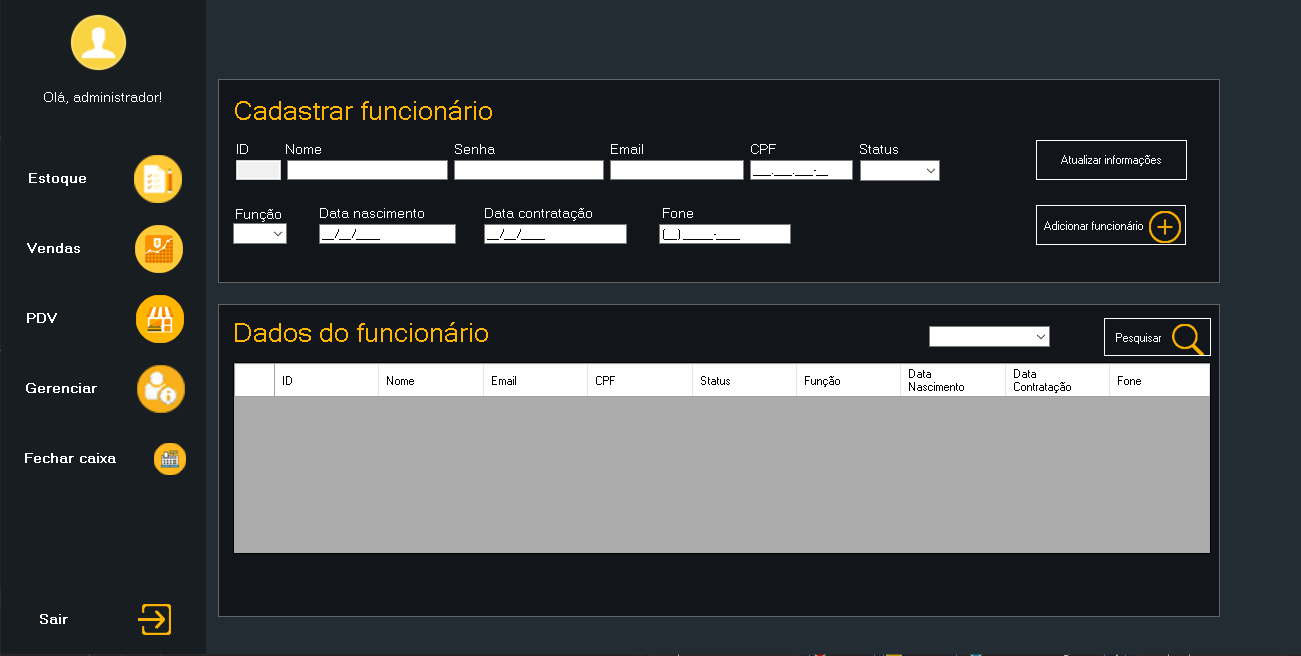 Olá, administrador!
Estoque
Vendas
PDV
Gerenciar
Fechar caixa
Sair
Cadastrar funcionário
ID Nome Senha Email CPF Status
___.___.___-__
Atualizar informações
Função Data nascimento Data contratação Fone
__/__/____ __/__/____ (__) _____-____
Adicionar funcionário
Dados do funcionário
Pesquisar
ID Nome Email CPF Status Função Data Nascimento Data Contratação Fone